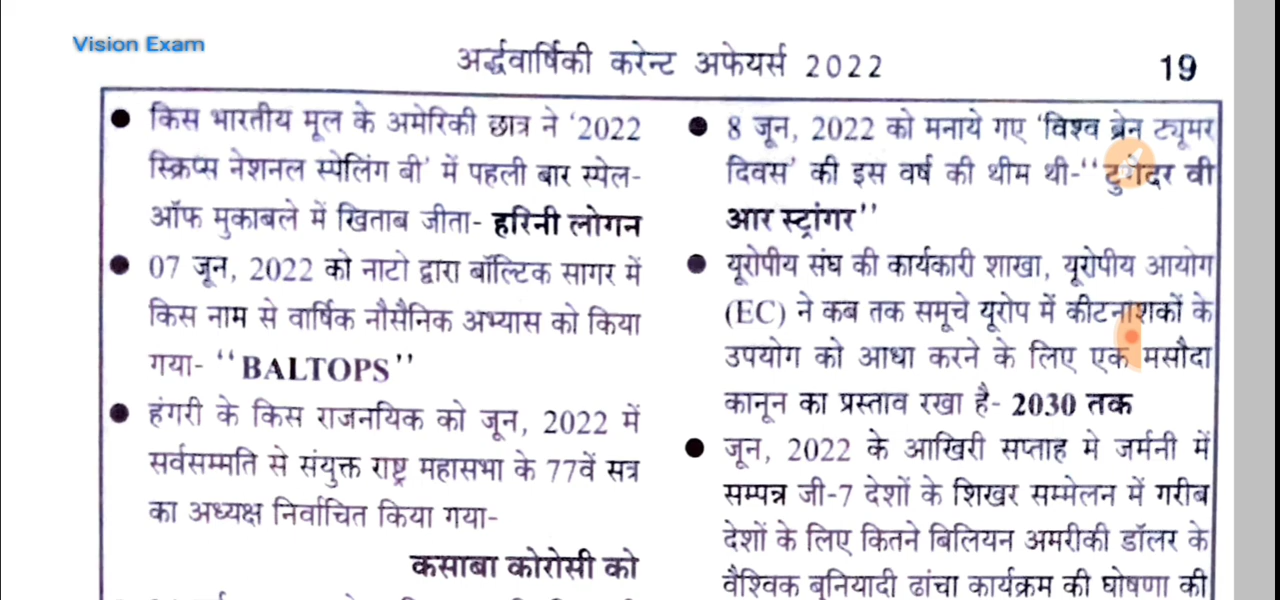 Vision Exam
अर्द्धवार्षिकी करेन्ट अफेयर्स 2022
19
● किस भारतीय मूल के अमेरिकी छात्र ने ‘2022
स्क्रिप्स नेशनल स्पेलिंग बी’ में पहली बार स्पेल-
ऑफ मुकाबले में खिताब जीता- हरिनी लोगन
● 07 जून, 2022 को नाटो द्वारा बॉल्टिक सागर में
किस नाम से वार्षिक नौसैनिक अभ्यास को किया
गया- ‘‘BALTOPS’’
● हंगरी के किस राजनयिक को जून, 2022 में
सर्वसम्मति से संयुक्त राष्ट्र महासभा के 77वें सत्र
का अध्यक्ष निर्वाचित किया गया-
कसाबा कोरोसी को
● 8 जून, 2022 को मनाये गए ‘विश्व ब्रेन ट्यूमर
दिवस’ की इस वर्ष की थीम थी-‘‘टुगेदर वी
आर स्ट्रांगर’’
● यूरोपीय संघ की कार्यकारी शाखा, यूरोपीय आयोग
(EC) ने कब तक समूचे यूरोप में कीटनाशकों के
उपयोग को आधा करने के लिए एक मसौदा
कानून का प्रस्ताव रखा है- 2030 तक
● जून, 2022 के आखिरी सप्ताह मे जर्मनी में
सम्पन्न जी-7 देशों के शिखर सम्मेलन में गरीब
देशों के लिए कितने बिलियन अमरीकी डॉलर के
वैश्विक बुनियादी ढांचा कार्यक्रम की घोषणा की